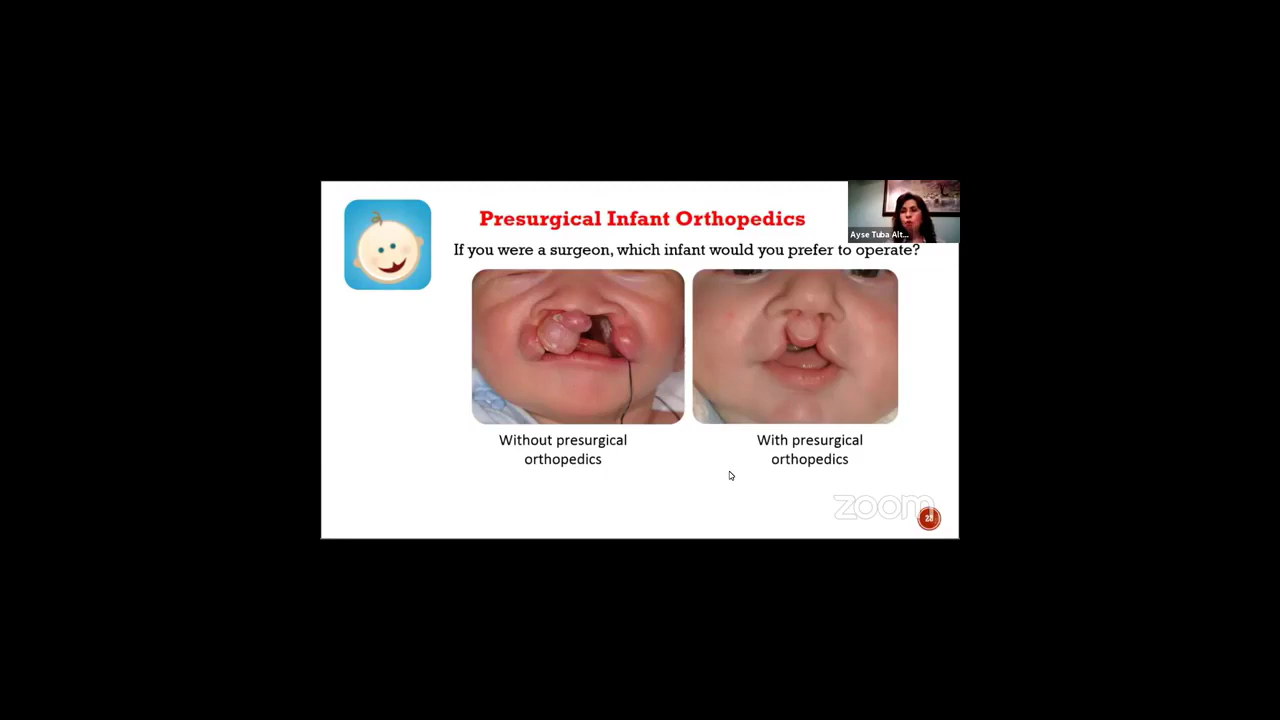 Presurgical Infant Orthopedics
Ayse Tuba Alt...
If you were a surgeon, which infant would you prefer to operate?
Without presurgical
orthopedics
With presurgical
orthopedics
zoom